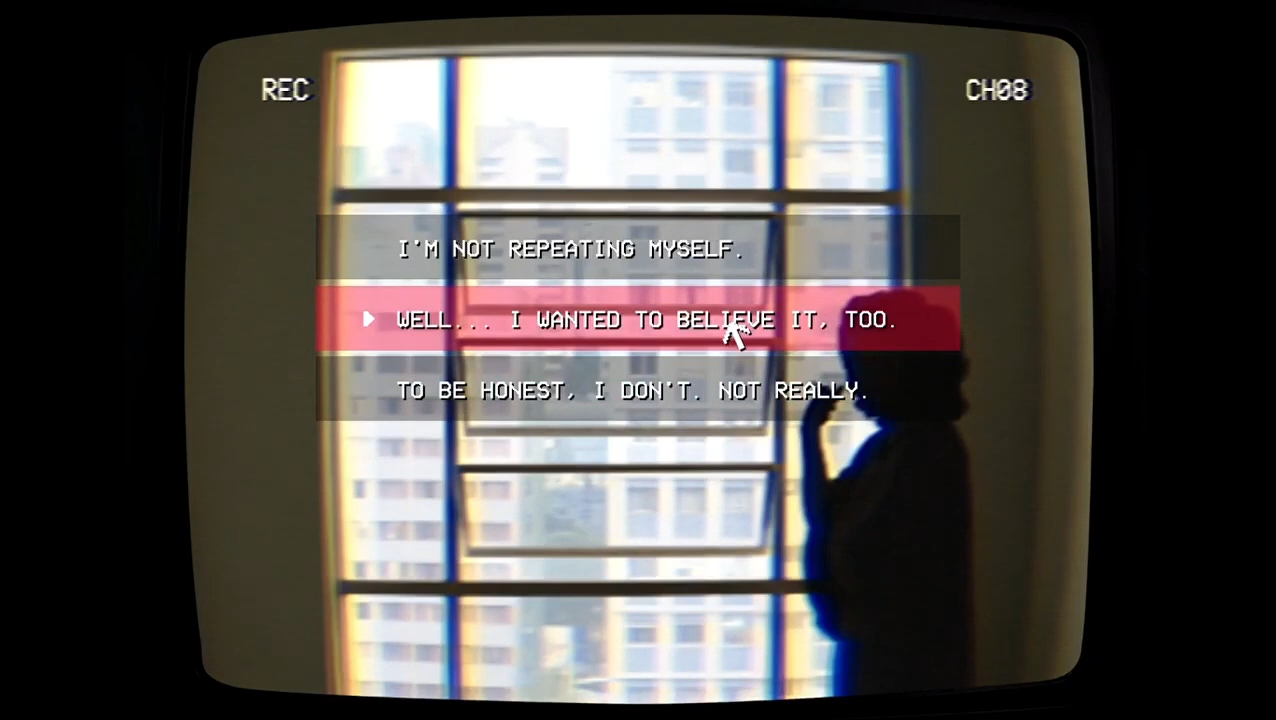 REC
CH08
I'M NOT REPEATING MYSELF.
WELL... I WANTED TO BELIEVE IT, TOO.
TO BE HONEST, I DON'T. NOT REALLY.